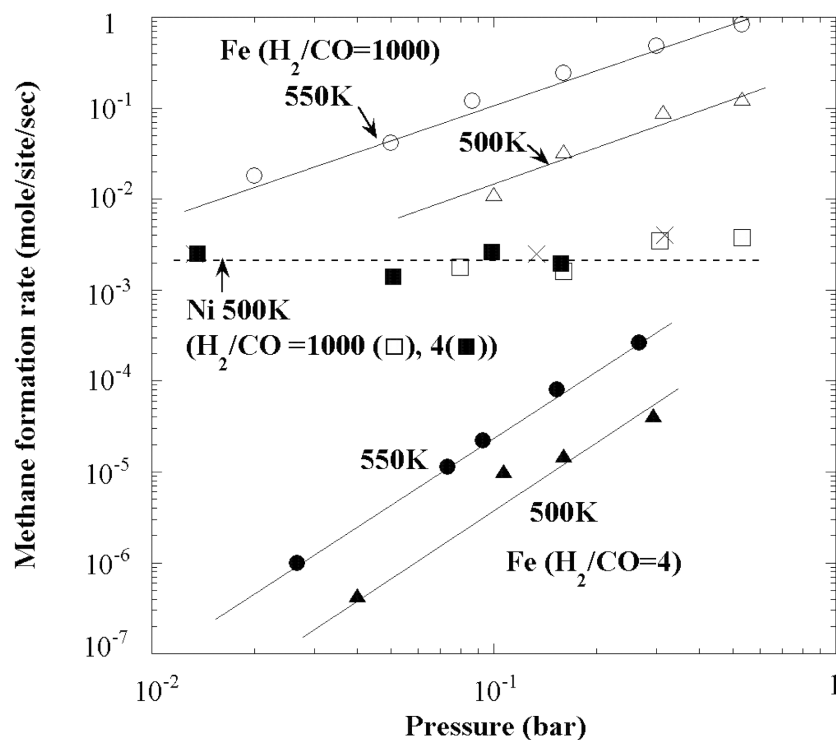 Methane formation rate (mole/site/sec)
1
10⁻¹
10⁻²
10⁻³
10⁻⁴
10⁻⁵
10⁻⁶
10⁻⁷
Fe (H₂/CO=1000)
550K
500K
Ni 500K
(H₂/CO =1000 (□), 4(■))
550K
500K
Fe (H₂/CO=4)
10⁻²
10⁻¹
1
Pressure (bar)